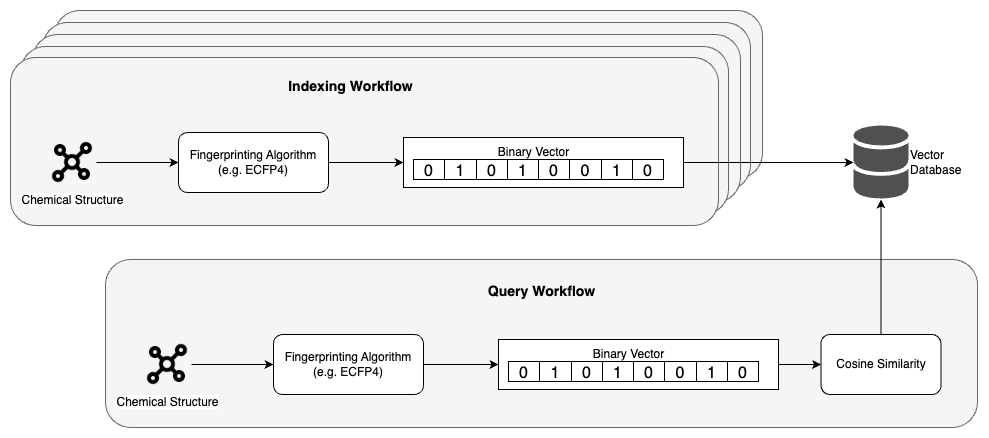 Indexing Workflow
Chemical Structure
Fingerprinting Algorithm
(e.g. ECFP4)
Binary Vector
0 1 0 1 0 0 1 0
Vector
Database
Query Workflow
Chemical Structure
Fingerprinting Algorithm
(e.g. ECFP4)
Binary Vector
0 1 0 1 0 0 1 0
Cosine Similarity